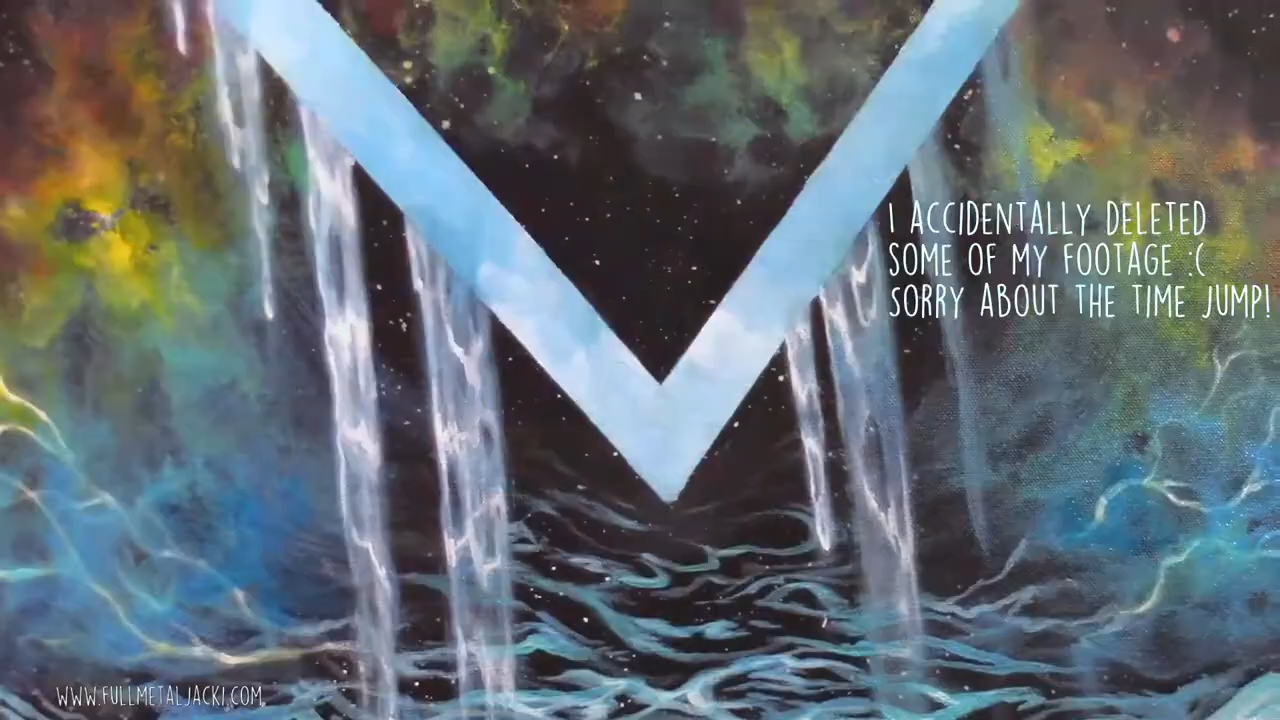 I ACCIDENTALLY DELETED
SOME OF MY FOOTAGE :(
SORRY ABOUT THE TIME JUMP!
WWW.FULLMETALJACKI.COM